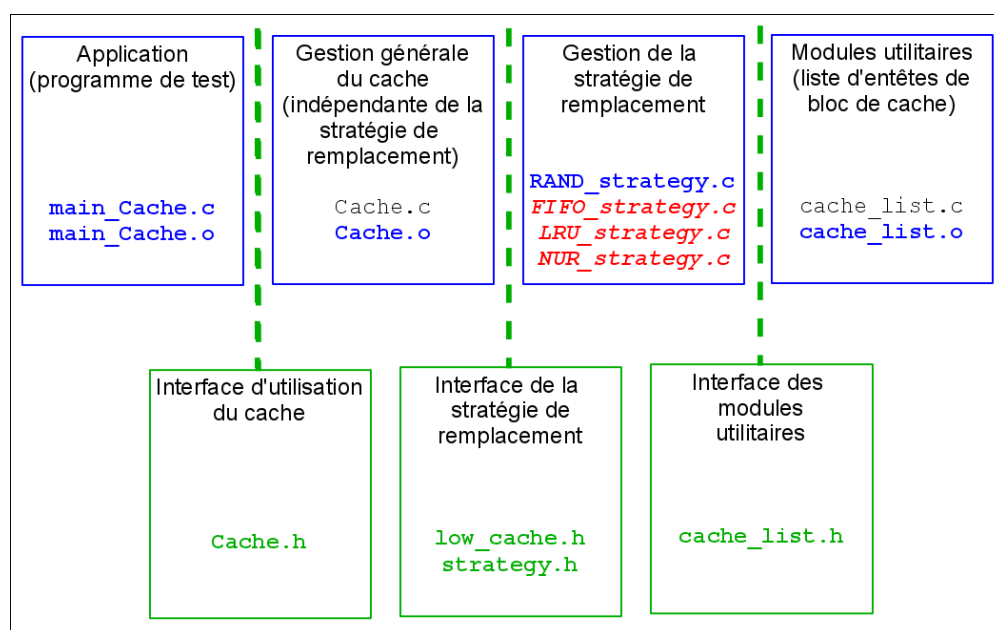 Application
(programme de test)
main_Cache.c
main_Cache.o
Gestion générale
du cache
(indépendante de la
stratégie de
remplacement)
Cache.c
Cache.o
Gestion de la
stratégie de
remplacement
RAND_strategy.c
FIFO_strategy.c
LRU_strategy.c
NUR_strategy.c
Modules utilitaires
(liste d'entêtes de
bloc de cache)
cache_list.c
cache_list.o
Interface d'utilisation
du cache
Cache.h
Interface de la
stratégie de
remplacement
low_cache.h
strategy.h
Interface des
modules
utilitaires
cache_list.h